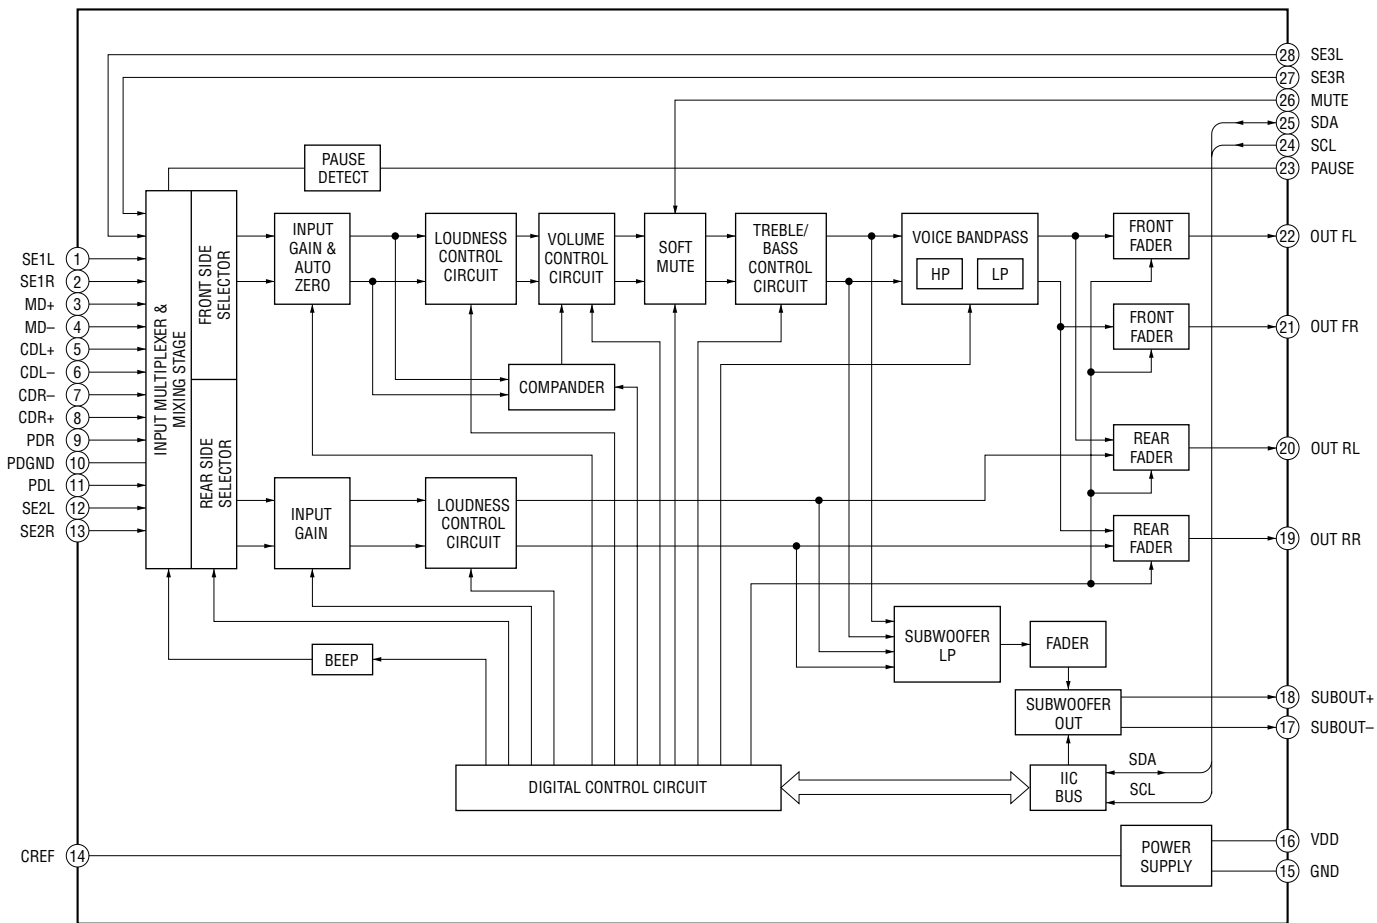 28 SE3L
27 SE3R
26 MUTE
25 SDA
24 SCL
23 PAUSE
PAUSE
DETECT
INPUT MULTIPLEXER &
MIXING STAGE
FRONT SIDE
SELECTOR
REAR SIDE
SELECTOR
INPUT
GAIN &
AUTO
ZERO
LOUDNESS
CONTROL
CIRCUIT
VOLUME
CONTROL
CIRCUIT
SOFT
MUTE
TREBLE/
BASS
CONTROL
CIRCUIT
VOICE BANDPASS
HP
LP
FRONT
FADER
22 OUT FL
SE1L 1
SE1R 2
MD+ 3
MD– 4
CDL+ 5
CDL– 6
CDR– 7
CDR+ 8
PDR 9
PDGND 10
PDL 11
SE2L 12
SE2R 13
FRONT
FADER
21 OUT FR
COMPANDER
REAR
FADER
20 OUT RL
INPUT
GAIN
LOUDNESS
CONTROL
CIRCUIT
REAR
FADER
19 OUT RR
BEEP
SUBWOOFER
LP
FADER
SUBWOOFER
OUT
18 SUBOUT+
17 SUBOUT–
DIGITAL CONTROL CIRCUIT
IIC
BUS
SDA
SCL
CREF 14
POWER
SUPPLY
16 VDD
15 GND